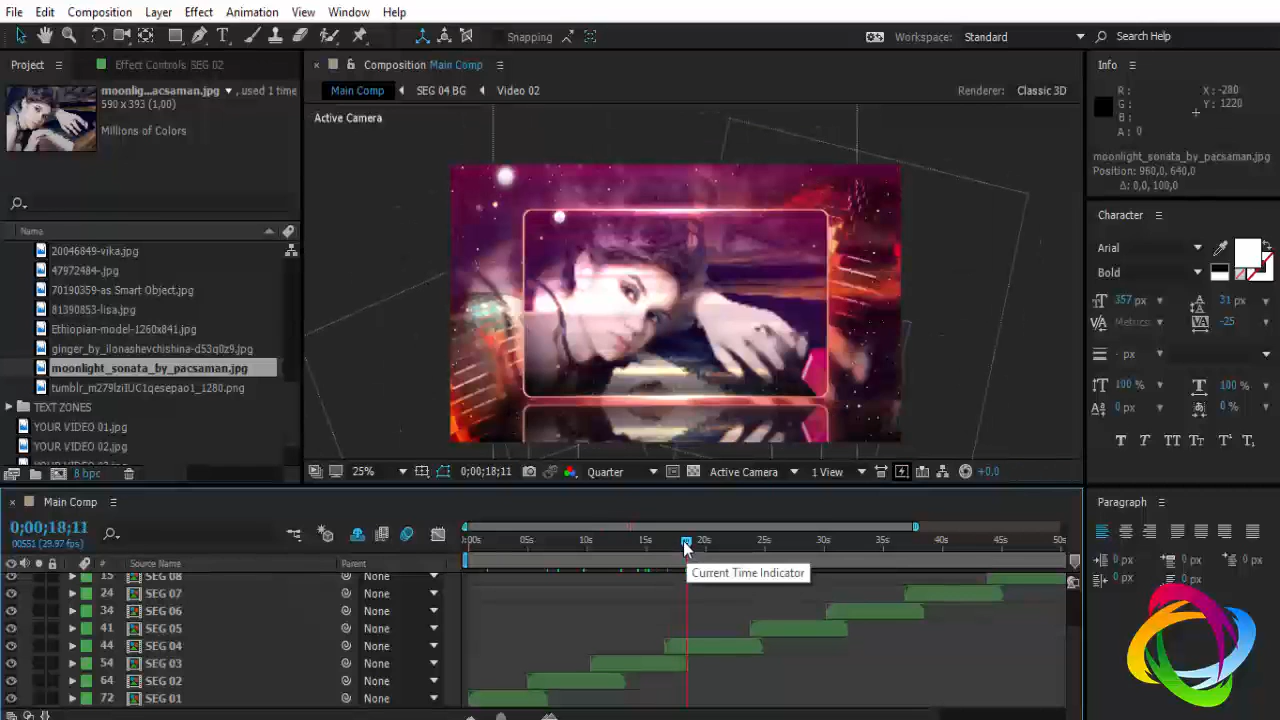 File Edit Composition Layer Effect Animation View Window Help
Snapping
Workspace: Standard
Search Help
Project
Effect Controls SEG 02
Composition Main Comp
Info
moonlig...acsaman.jpg , used 1 time
590 x 393 (1,00)
Millions of Colors
Main Comp SEG 04 BG Video 02
Renderer: Classic 3D
Active Camera
R :
G :
B :
A : 0
X : -280
Y : 1220
moonlight_sonata_by_pacsaman.jpg
Position: 960,0, 640,0
Δ: 0,0, 100,0
Name
20046849-vika.jpg
47972484-.jpg
70190359-as Smart Object.jpg
81390853-lisa.jpg
Ethiopian-model-1260x841.jpg
ginger_by_ilonashevchishina-d53q0z9.jpg
moonlight_sonata_by_pacsaman.jpg
tumblr_m279lziIUC1qesepao1_1280.png
TEXT ZONES
YOUR VIDEO 01.jpg
YOUR VIDEO 02.jpg
8 bpc
Character
Arial
Bold
357 px
31 px
Metrics
-25
- px
100 %
100 %
0 px
0 %
T T TT Tt T' T,
25%
0;00;18;11
Quarter
Active Camera
1 View
+0,0
Main Comp
0;00;18;11
00551 (29.97 fps)
:00s 05s 10s 15s 20s 25s 30s 35s 40s 45s 50s
# Source Name
Parent
Current Time Indicator
15 SEG 08 None
24 SEG 07 None
34 SEG 06 None
41 SEG 05 None
44 SEG 04 None
54 SEG 03 None
64 SEG 02 None
72 SEG 01 None
Paragraph
0 px
0 px
0 px
0 px
0 px